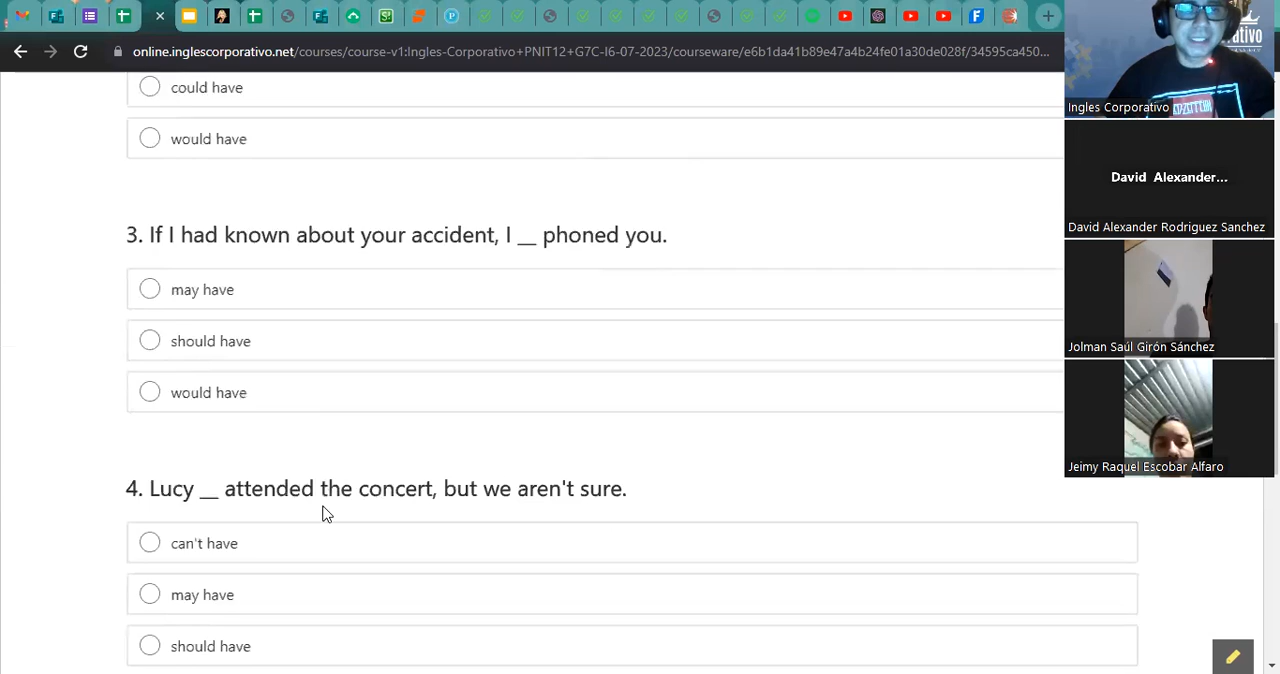 online.inglescorporativo.net/courses/course-v1:Ingles-Corporativo+PNIT12+G7C-I6-07-2023/courseware/e6b1da41b89e47a4b24fe01a30de028f/34595ca450...
could have
would have
3. If I had known about your accident, I __ phoned you.
may have
should have
would have
4. Lucy __ attended the concert, but we aren't sure.
can't have
may have
should have
Ingles Corporativo
David Alexander...
David Alexander Rodriguez Sanchez
Jolman Saúl Girón Sánchez
Jeimy Raquel Escobar Alfaro